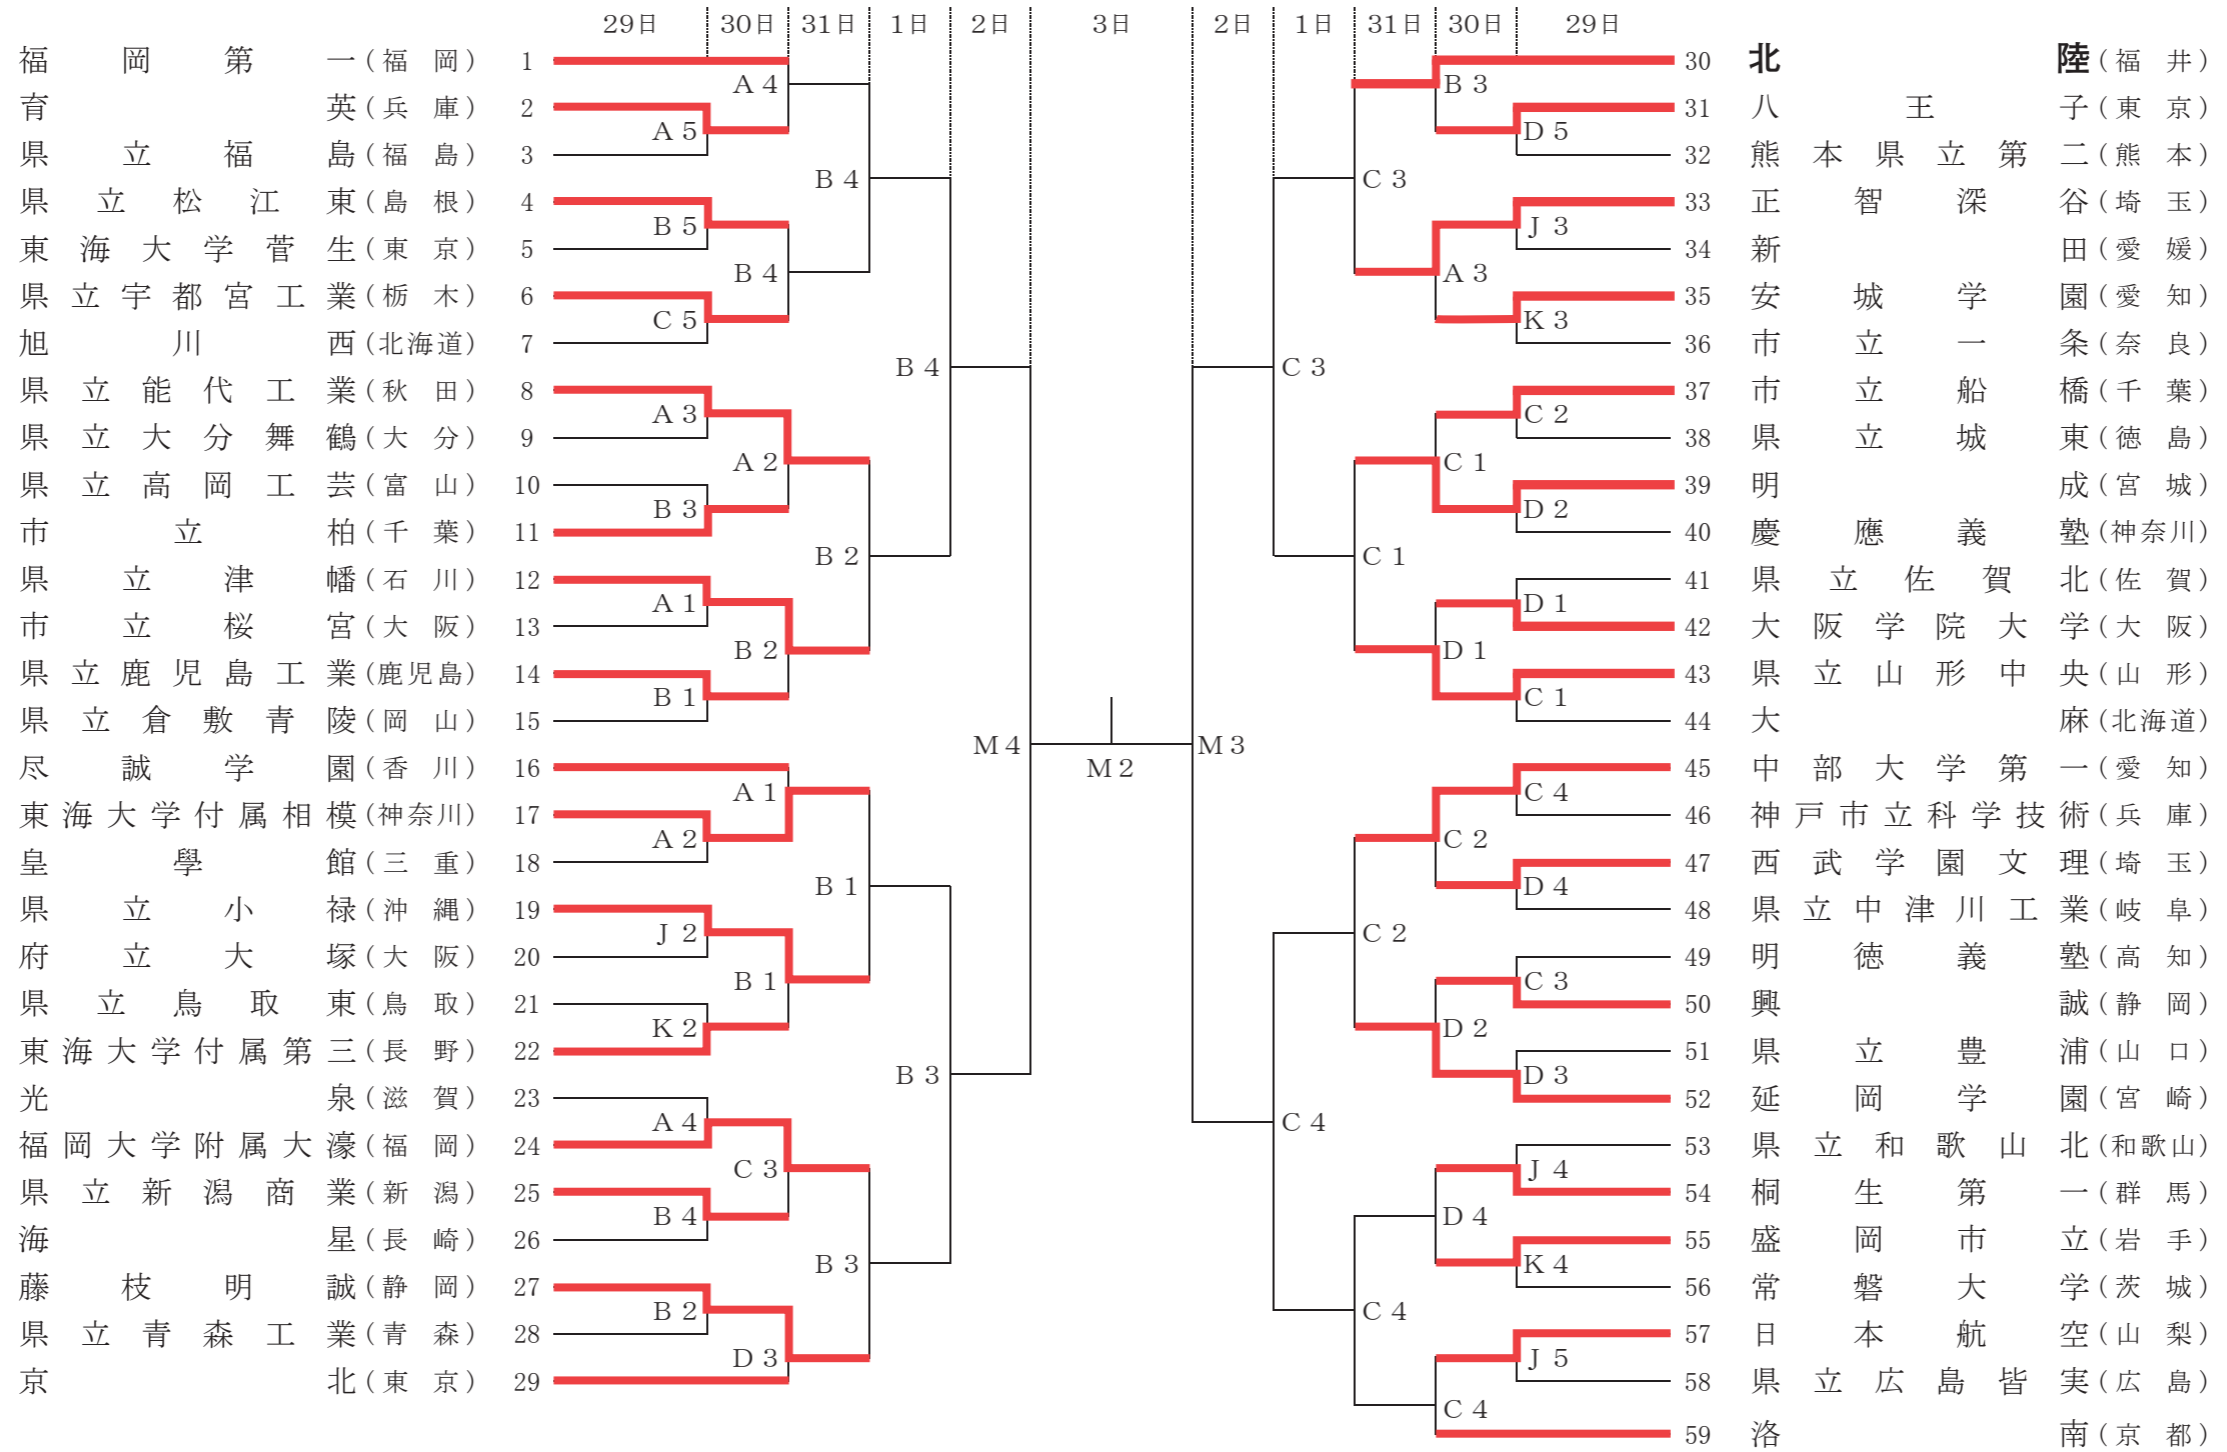 29日 30日 31日 1日 2日 3日 2日 1日 31日 30日 29日
福岡第一(福岡) 1
育英(兵庫) 2
県立福島(福島) 3
県立松江東(島根) 4
東海大学菅生(東京) 5
県立宇都宮工業(栃木) 6
旭川西(北海道) 7
県立能代工業(秋田) 8
県立大分舞鶴(大分) 9
県立高岡工芸(富山) 10
市立柏(千葉) 11
県立津幡(石川) 12
市立桜宮(大阪) 13
県立鹿児島工業(鹿児島) 14
県立倉敷青陵(岡山) 15
尽誠学園(香川) 16
東海大学付属相模(神奈川) 17
皇學館(三重) 18
県立小禄(沖縄) 19
府立大塚(大阪) 20
県立鳥取東(鳥取) 21
東海大学付属第三(長野) 22
光泉(滋賀) 23
福岡大学附属大濠(福岡) 24
県立新潟商業(新潟) 25
海星(長崎) 26
藤枝明誠(静岡) 27
県立青森工業(青森) 28
京北(東京) 29
A5
B5
C5
A3
B3
A1
B1
A2
J2
K2
A4
B4
B2
A4
B4
A2
B2
A1
B1
C3
D3
B4
B2
B1
B3
B4
B3
M4
M2
M3
C3
C4
C3
C1
C2
C4
B3
A3
C1
D1
C2
D2
D4
C4
D5
J3
K3
C2
D2
D1
C1
C4
D4
C3
D3
J4
K4
J5
30 北陸(福井)
31 八王子(東京)
32 熊本県立第二(熊本)
33 正智深谷(埼玉)
34 新田(愛媛)
35 安城学園(愛知)
36 市立一条(奈良)
37 市立船橋(千葉)
38 県立城東(徳島)
39 明成(宮城)
40 慶應義塾(神奈川)
41 県立佐賀北(佐賀)
42 大阪学院大学(大阪)
43 県立山形中央(山形)
44 大麻(北海道)
45 中部大学第一(愛知)
46 神戸市立科学技術(兵庫)
47 西武学園文理(埼玉)
48 県立中津川工業(岐阜)
49 明徳義塾(高知)
50 興誠(静岡)
51 県立豊浦(山口)
52 延岡学園(宮崎)
53 県立和歌山北(和歌山)
54 桐生第一(群馬)
55 盛岡市立(岩手)
56 常磐大学(茨城)
57 日本航空(山梨)
58 県立広島皆実(広島)
59 洛南(京都)